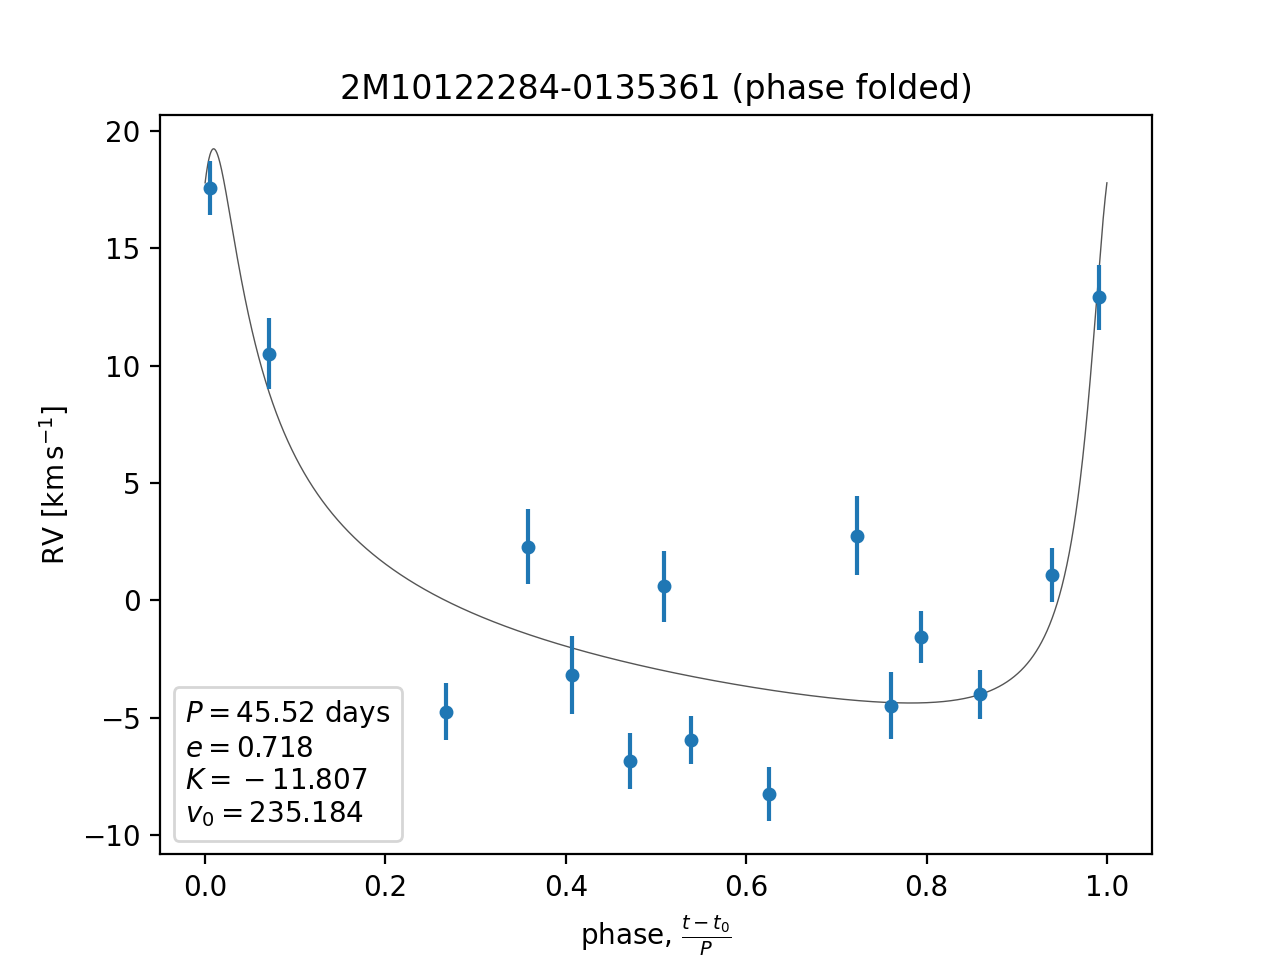 2M10122284-0135361 (phase folded)
20
15
10
5
0
−5
−10
RV [km s⁻¹]
P = 45.52 days
e = 0.718
K = −11.807
v₀ = 235.184
0.0 0.2 0.4 0.6 0.8 1.0
phase, (t − t₀)/P